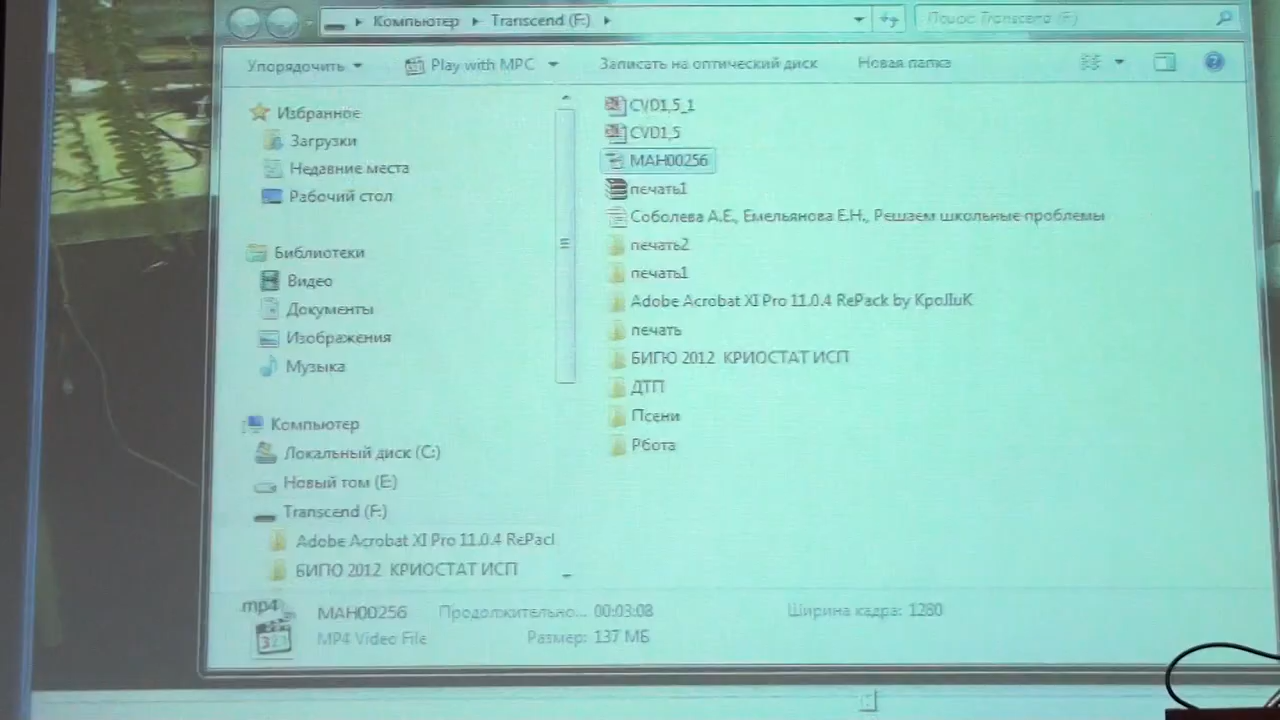 Компьютер ▸ Transcend (F:) ▸
Поиск: Transcend (F:)
Упорядочить
Play with MPC
Записать на оптический диск
Новая папка
Избранное
Загрузки
Недавние места
Рабочий стол
Библиотеки
Видео
Документы
Изображения
Музыка
Компьютер
Локальный диск (C:)
Новый том (E:)
Transcend (F:)
Adobe Acrobat XI Pro 11.0.4 RePacl
БИПО 2012 КРИОСТАТ ИСП
CVD1,5_1
CVD1,5
MAH00256
печать1
Соболева А.Е., Емельянова Е.Н., Решаем школьные проблемы
печать2
печать1
Adobe Acrobat XI Pro 11.0.4 RePack by KpoJIuK
печать
БИПО 2012 КРИОСТАТ ИСП
ДТП
Псени
Рбота
mp4
321
MAH00256
Продолжительно... 00:03:08
Ширина кадра: 1280
MP4 Video File
Размер: 137 МБ